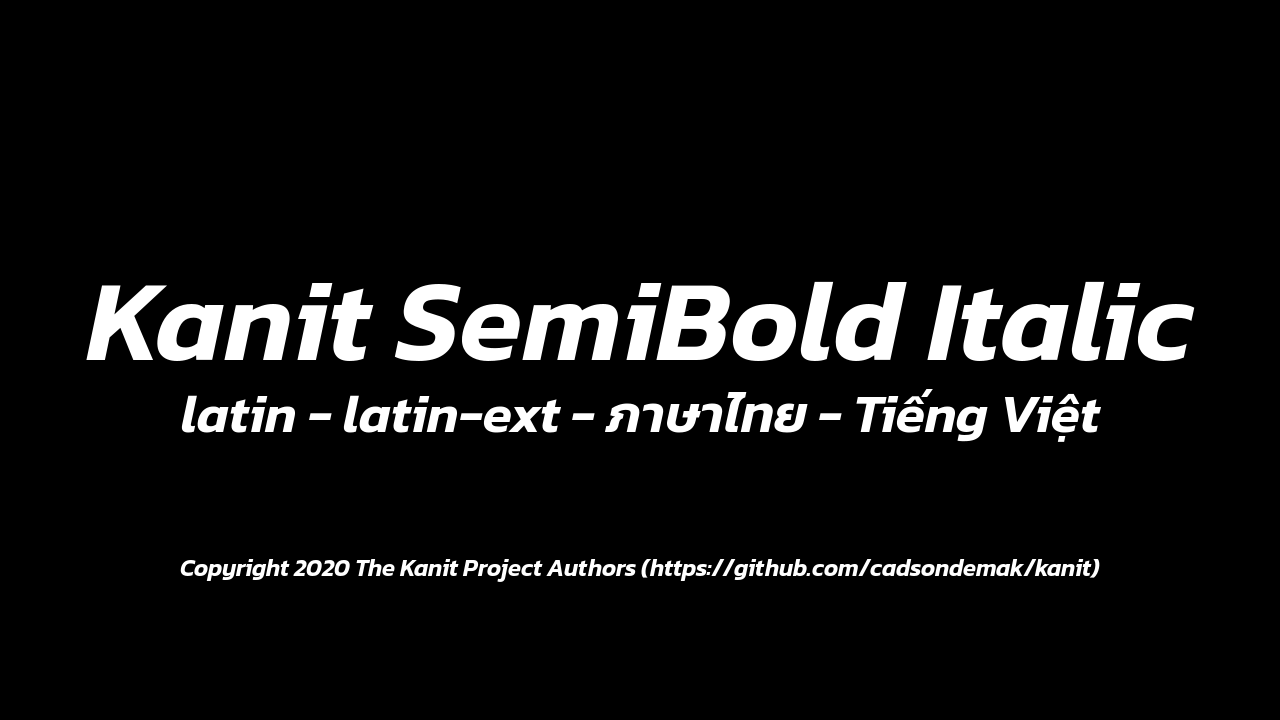 Kanit SemiBold Italic
latin - latin-ext - ภาษาไทย - Tiếng Việt
Copyright 2020 The Kanit Project Authors (https://github.com/cadsondemak/kanit)